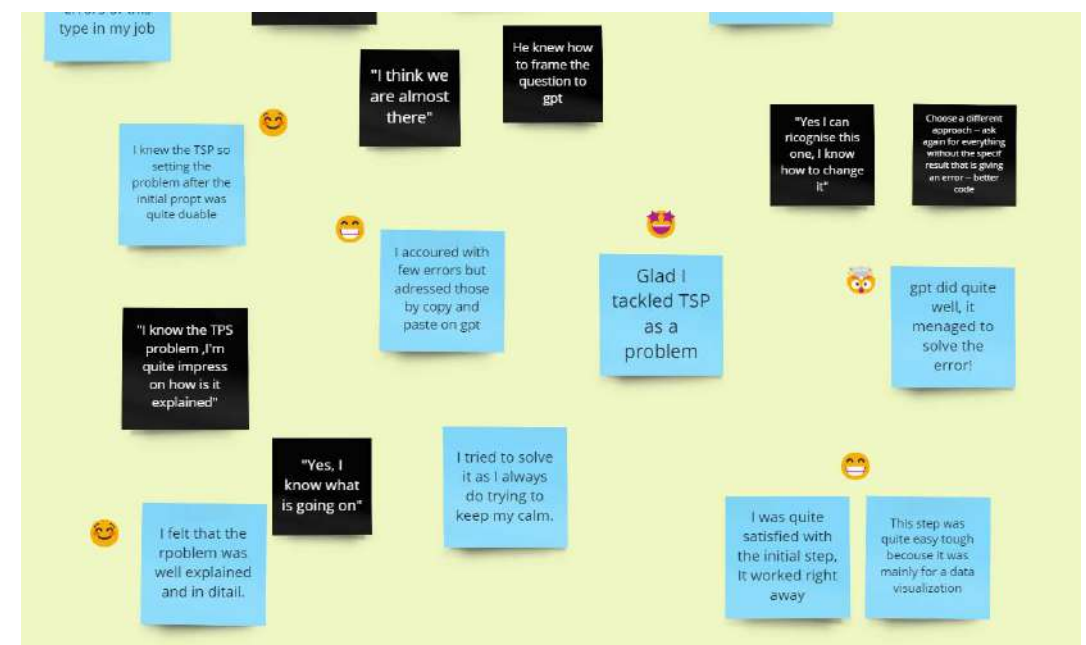 errors of this
type in my job
"I think we
are almost
there"
He knew how
to frame the
question to
gpt
"Yes I can
ricognise this
one, I know
how to change
it"
Choose a different
approach – ask
again for everything
without the specif
result that is giving
an error – better
code
I knew the TSP so
setting the
problem after the
initial propt was
quite duable
I accoured with
few errors but
adressed those
by copy and
paste on gpt
Glad I
tackled TSP
as a
problem
gpt did quite
well, it
menaged to
solve the
error!
"I know the TPS
problem ,I'm
quite impress
on how is it
explained"
"Yes, I
know what
is going on"
I tried to solve
it as I always
do trying to
keep my calm.
I felt that the
rpoblem was
well explained
and in ditail.
I was quite
satisfied with
the initial step,
It worked right
away
This step was
quite easy tough
becouse it was
mainly for a data
visualization